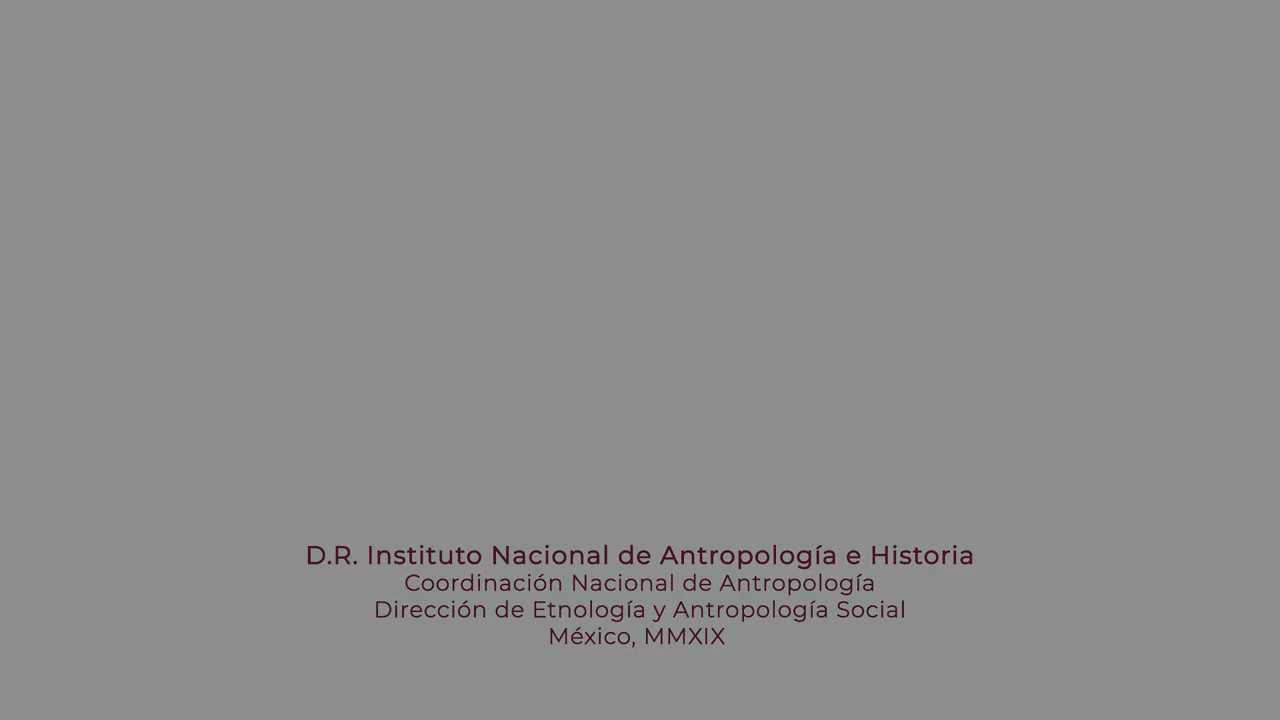 D.R. Instituto Nacional de Antropología e Historia
Coordinación Nacional de Antropología
Dirección de Etnología y Antropología Social
México, MMXIX